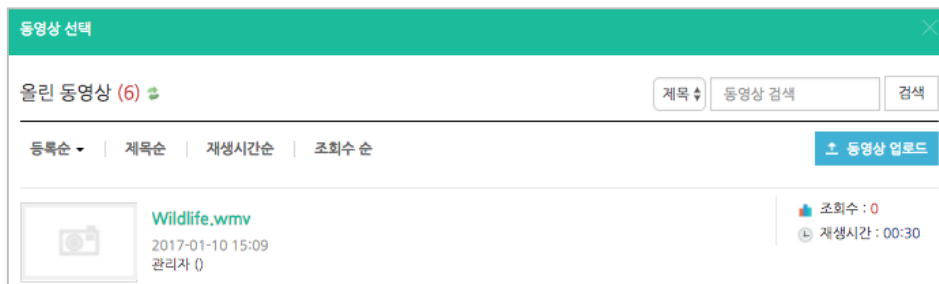 동영상 선택
올린 동영상 (6)
제목
동영상 검색
검색
등록순
제목순
재생시간순
조회수 순
동영상 업로드
Wildlife.wmv
조회수 : 0
2017-01-10 15:09
재생시간 : 00:30
관리자 ()